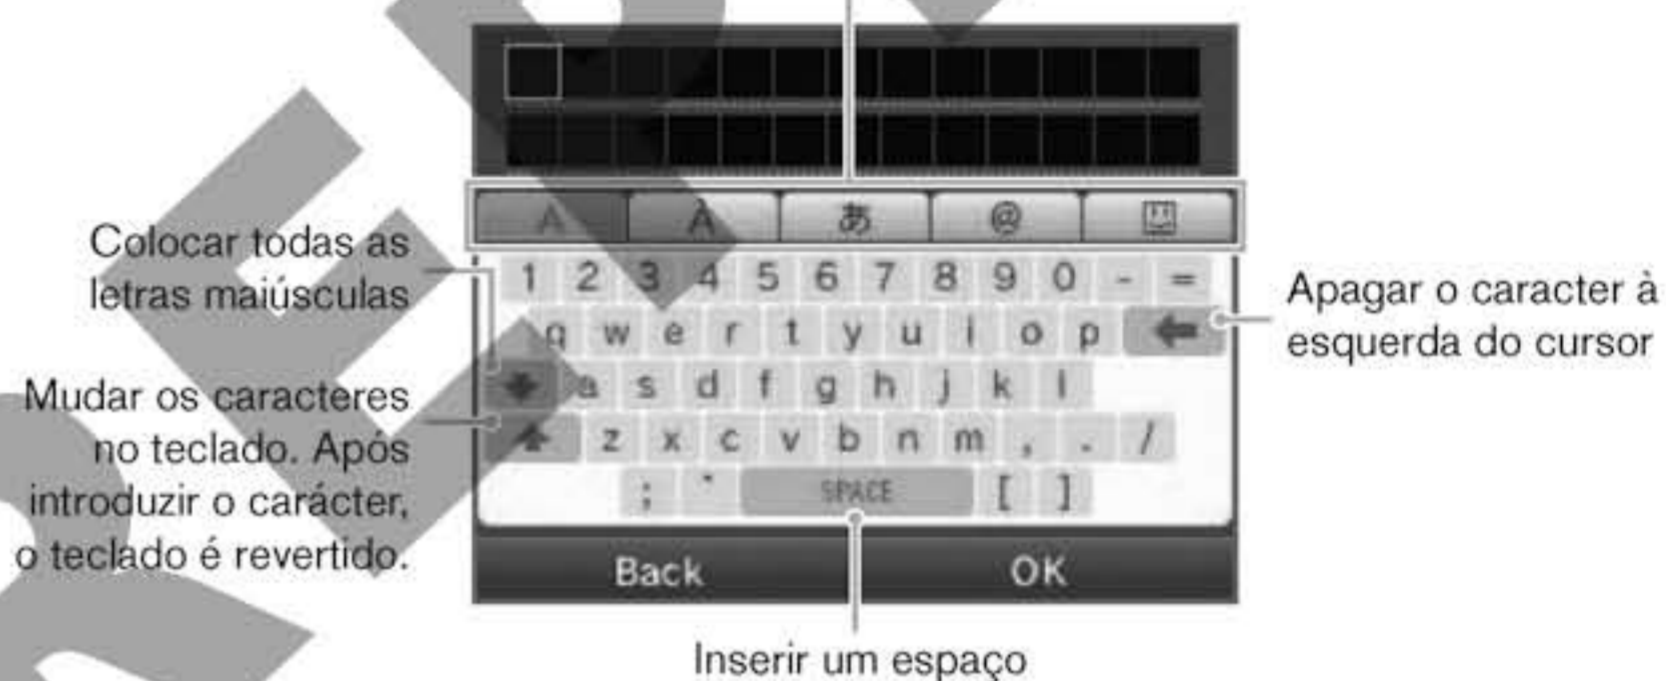 A À あ @
Colocar todas as
letras maiúsculas
1 2 3 4 5 6 7 8 9 0 - =
q w e r t y u i o p
a s d f g h j k l
z x c v b n m , . /
; ' SPACE [ ]
Back OK
Apagar o caracter à
esquerda do cursor
Mudar os caracteres
no teclado. Após
introduzir o carácter,
o teclado é revertido.
Inserir um espaço